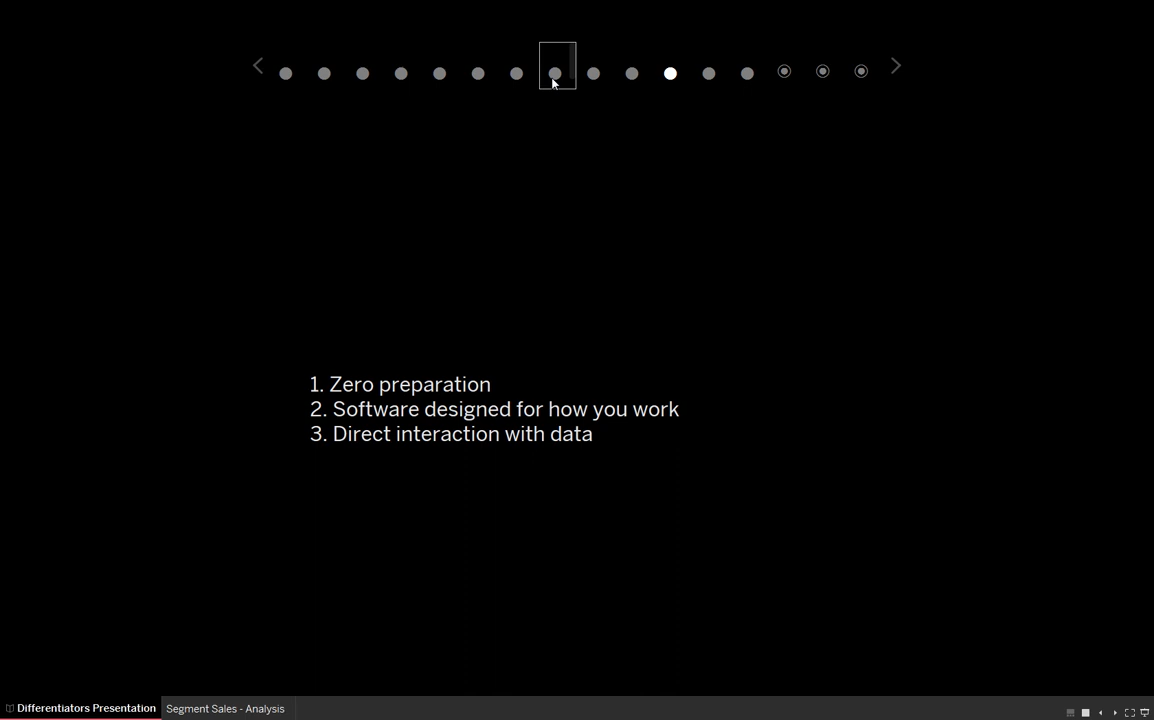 1. Zero preparation
2. Software designed for how you work
3. Direct interaction with data
Differentiators Presentation
Segment Sales - Analysis